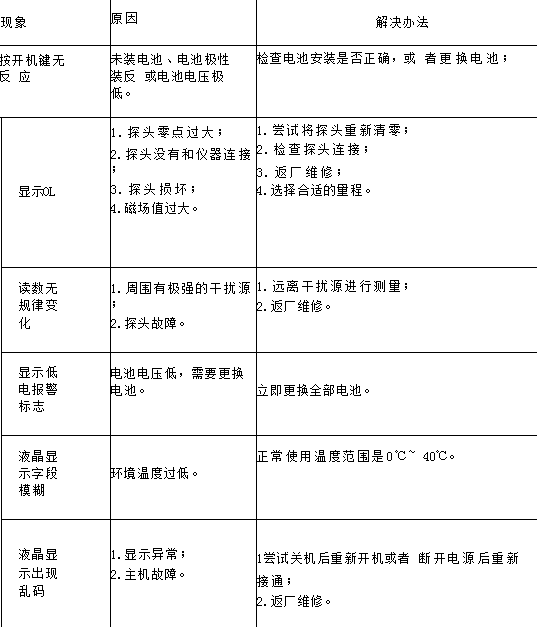 现象
原因
解决办法
按开机键无
反 应
未装电池、电池极性
装反 或电池电压极
低。
检查电池安装是否正确，或 者更换电池；
显示OL
1. 探头零点过大；
2. 探头没有和仪器连接
；
3. 探头损坏；
4.磁场值过大。
1. 尝试将探头重新清零；
2. 检查探头连接；
3. 返厂维修；
4.选择合适的量程。
读数无
规律变
化
1. 周围有极强的干扰源
；
2.探头故障。
1. 远离干扰源进行测量；
2.返厂维修。
显示低
电报警
标志
电池电压低，需要更换
电池。
立即更换全部电池。
液晶显
示字段
模糊
环境温度过低。
正常使用温度范围是0℃~ 40℃。
液晶显
示出现
乱码
1.显示异常；
2.主机故障。
1尝试关机后重新开机或者 断开电源后重新
接通；
2.返厂维修。